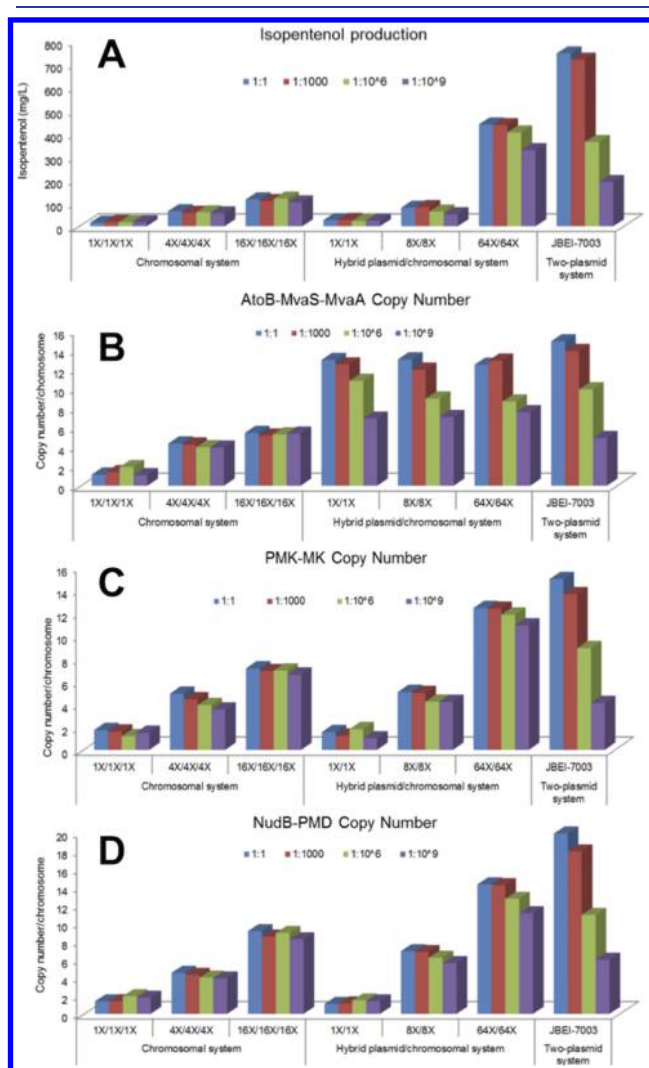 Isopentenol production
A
Isopentenol (mg/L)
800
700
600
500
400
300
200
100
0
1:1 1:1000 1:10^6 1:10^9
1X/1X/1X 4X/4X/4X 16X/16X/16X 1X/1X 8X/8X 64X/64X JBEI-7003
Chromosomal system Hybrid plasmid/chromosomal system Two-plasmid
system
AtoB-MvaS-MvaA Copy Number
B
Copy number/chomosome
16
14
12
10
8
6
4
2
0
1:1 1:1000 1:10^6 1:10^9
1X/1X/1X 4X/4X/4X 16X/16X/16X 1X/1X 8X/8X 64X/64X JBEI-7003
Chromosomal system Hybrid plasmid/chromosomal system Two-plasmid
system
PMK-MK Copy Number
C
Copy number/chromosome
16
14
12
10
8
6
4
2
0
1:1 1:1000 1:10^6 1:10^9
1X/1X/1X 4X/4X/4X 16X/16X/16X 1X/1X 8X/8X 64X/64X JBEI-7003
Chromosomal system Hybrid plasmid/chromosomal system Two-plasmid
system
NudB-PMD Copy Number
D
Copy number/chromosome
20
18
16
14
12
10
8
6
4
2
0
1:1 1:1000 1:10^6 1:10^9
1X/1X/1X 4X/4X/4X 16X/16X/16X 1X/1X 8X/8X 64X/64X JBEI-7003
Chromosomal system Hybrid plasmid/chromosomal system Two-plasmid
system